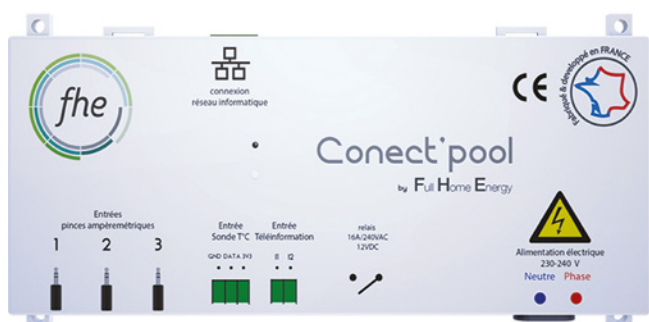 fhe
connexion
réseau informatique
CE
Fabriqué & développé en FRANCE
Conect'pool
by Full Home Energy
Entrées
pinces ampèremétriques
1 2 3
Entrée
Sonde T°C
GND DATA 3V3
Entrée
Téléinformation
I1 I2
relais
16A/240VAC
12VDC
Alimentation électrique
230-240 V
Neutre Phase